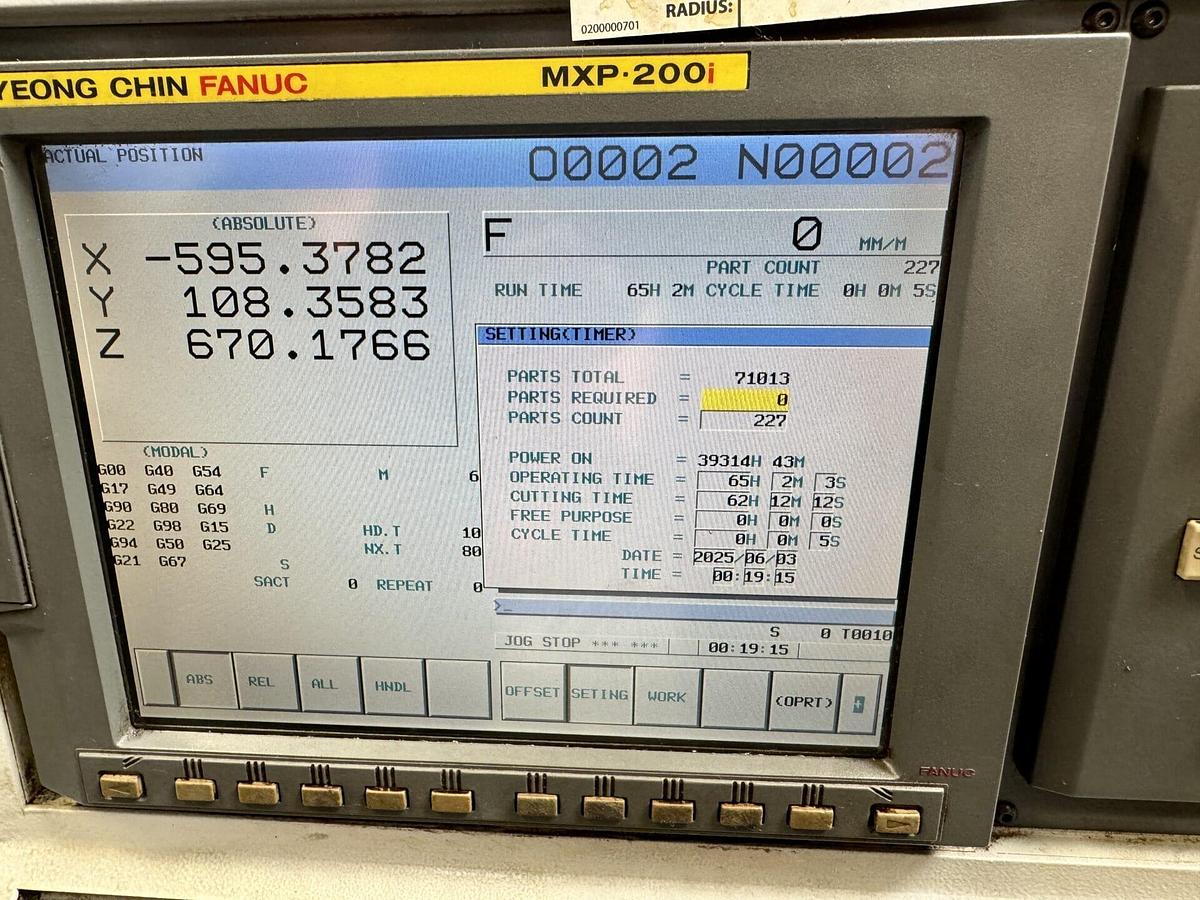 RADIUS:
0200000701
YEONG CHIN FANUC MXP·200i
ACTUAL POSITION O0002 N00002
(ABSOLUTE)
X -595.3782
Y 108.3583
Z 670.1766
F 0 MM/M
PART COUNT 227
RUN TIME 65H 2M CYCLE TIME 0H 0M 5S
SETTING(TIMER)
PARTS TOTAL = 71013
PARTS REQUIRED = 0
PARTS COUNT = 227
POWER ON = 39314H 43M
OPERATING TIME = 65H 2M 3S
CUTTING TIME = 62H 12M 12S
FREE PURPOSE = 0H 0M 0S
CYCLE TIME = 0H 0M 5S
DATE = 2025/06/03
TIME = 00:19:15
(MODAL)
G00 G40 G54 F M 6
G17 G49 G64
G90 G80 G69 H
G22 G98 G15 D HD.T 10
G94 G50 G25 NX.T 80
G21 G67 S
SACT 0 REPEAT 0
>_
S 0 T0010
JOG STOP *** *** 00:19:15
ABS REL ALL HNDL OFFSET SETING WORK (OPRT) +
FANUC
S